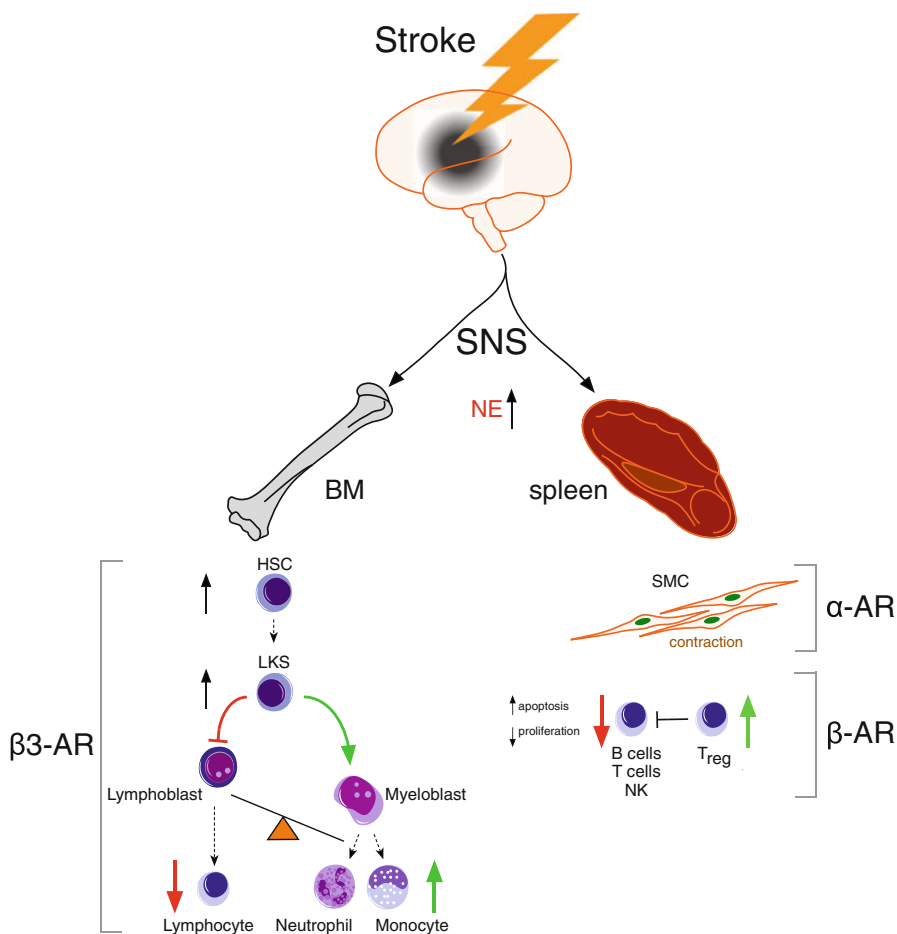 Stroke
SNS
NE
BM
spleen
HSC
SMC
α-AR
contraction
LKS
β3-AR
apoptosis
proliferation
β-AR
B cells
T cells
NK
Treg
Lymphoblast
Myeloblast
Lymphocyte
Neutrophil
Monocyte